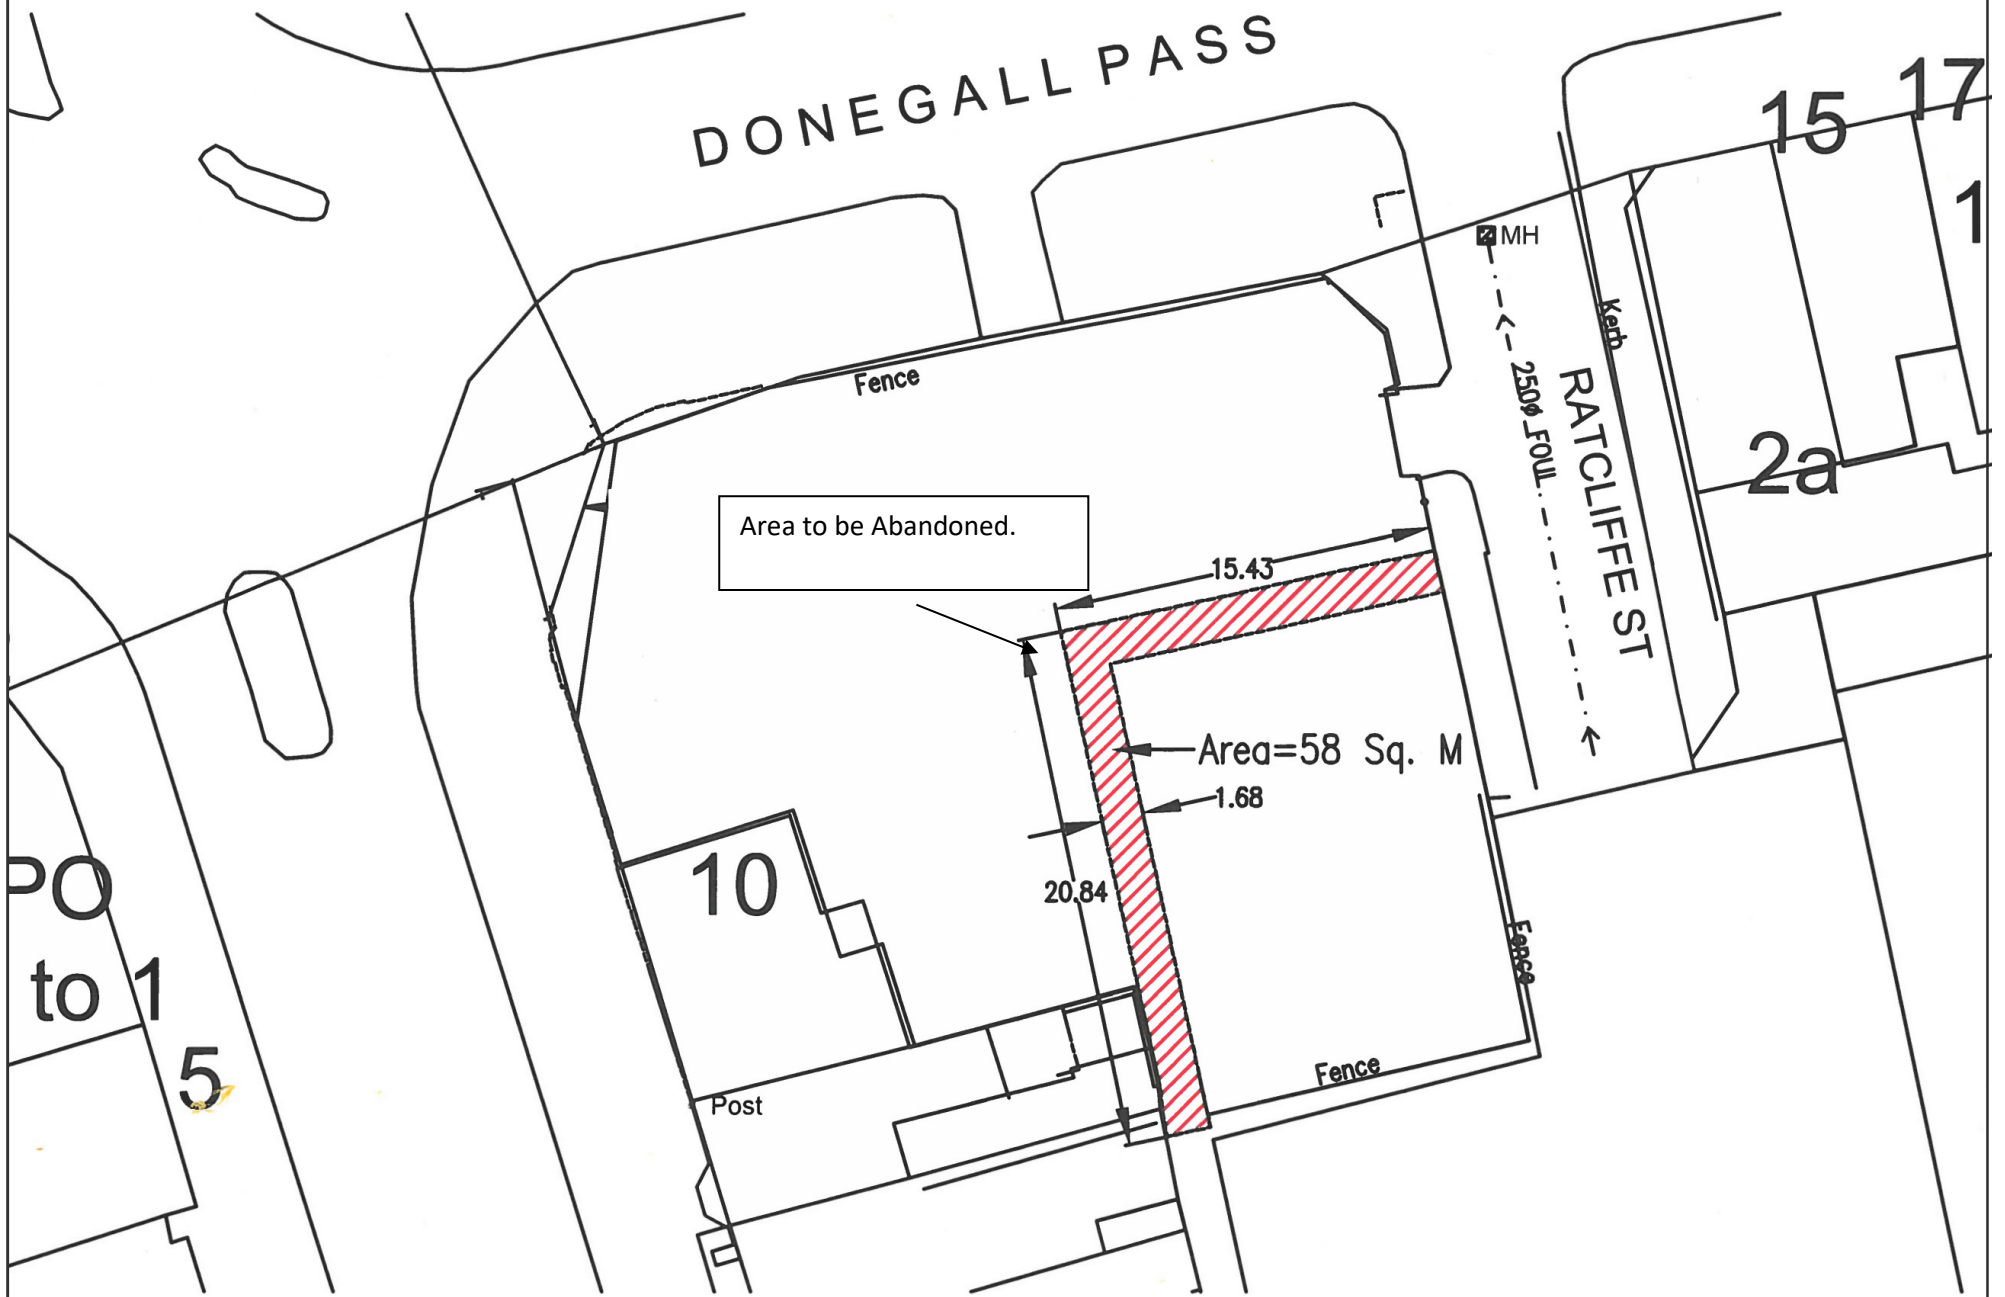 DONEGALL PASS
17
15
1
MH
Kerb
Fence
250ø FOUL
RATCLIFFE ST
2a
Area to be Abandoned.
15.43
Area=58 Sq. M
1.68
10
20.84
PO
to 1
5
Fence
Fence
Post